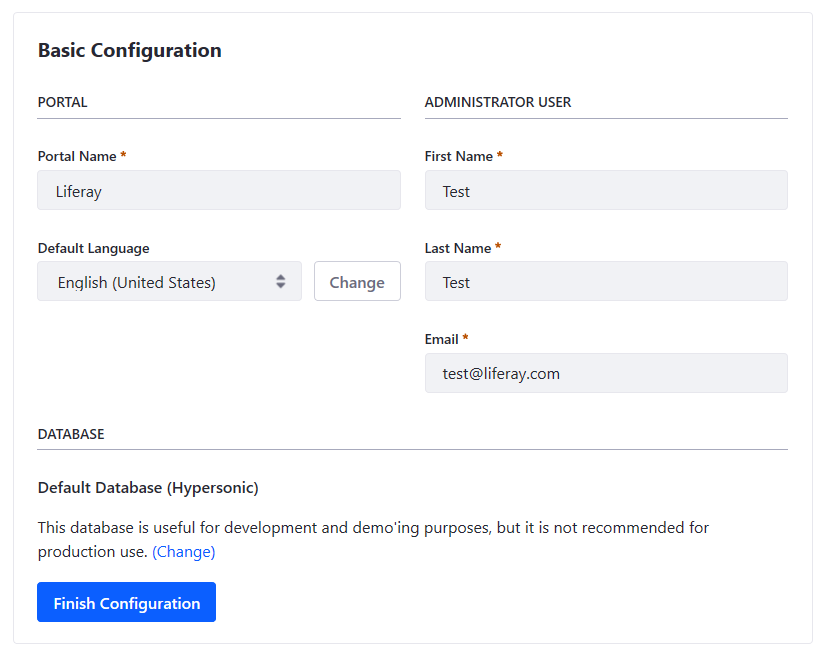 Basic Configuration
PORTAL
Portal Name *
Liferay
Default Language
English (United States)
Change
ADMINISTRATOR USER
First Name *
Test
Last Name *
Test
Email *
test@liferay.com
DATABASE
Default Database (Hypersonic)
This database is useful for development and demo'ing purposes, but it is not recommended for
production use. (Change)
Finish Configuration